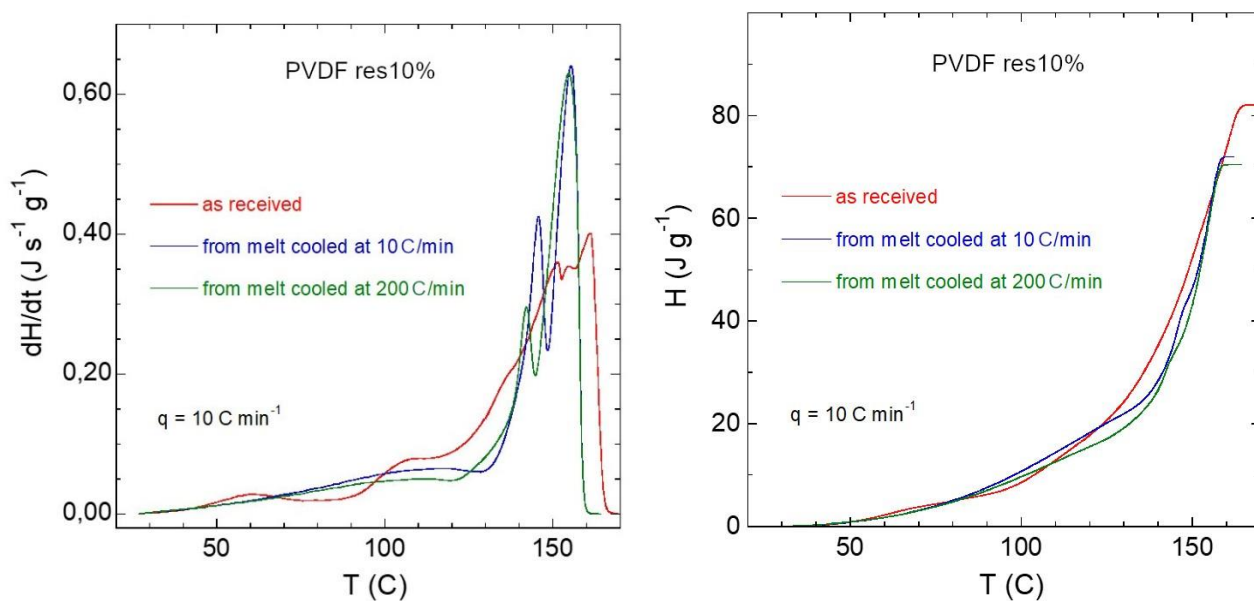 PVDF res10%
0,60
0,40
0,20
0,00
dH/dt (J s⁻¹ g⁻¹)
as received
from melt cooled at 10C/min
from melt cooled at 200C/min
q = 10 C min⁻¹
50
100
150
T (C)
PVDF res10%
80
60
40
20
0
H (J g⁻¹)
as received
from melt cooled at 10C/min
from melt cooled at 200C/min
q = 10 C min⁻¹
50
100
150
T (C)